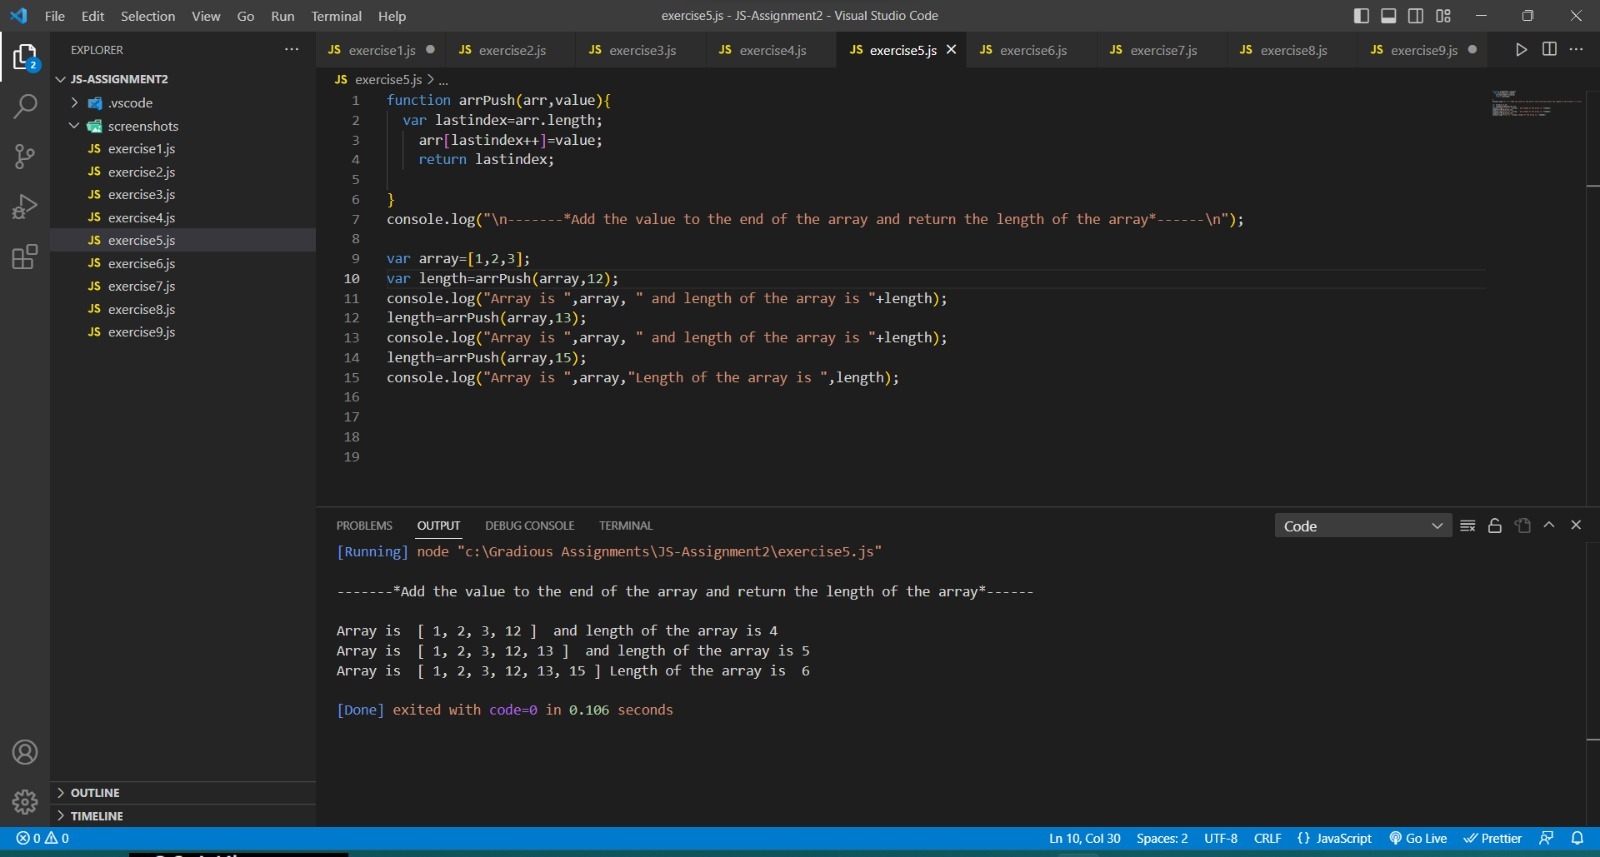 File Edit Selection View Go Run Terminal Help exercise5.js - JS-Assignment2 - Visual Studio Code
EXPLORER
JS exercise1.js JS exercise2.js JS exercise3.js JS exercise4.js JS exercise5.js JS exercise6.js JS exercise7.js JS exercise8.js JS exercise9.js
2
JS-ASSIGNMENT2
.vscode
screenshots
JS exercise1.js
JS exercise2.js
JS exercise3.js
JS exercise4.js
JS exercise5.js
JS exercise6.js
JS exercise7.js
JS exercise8.js
JS exercise9.js
OUTLINE
TIMELINE
JS exercise5.js > ...
1 function arrPush(arr,value){
2 var lastindex=arr.length;
3 arr[lastindex++]=value;
4 return lastindex;
5
6 }
7 console.log("\n-------*Add the value to the end of the array and return the length of the array*------\n");
8
9 var array=[1,2,3];
10 var length=arrPush(array,12);
11 console.log("Array is ",array, " and length of the array is "+length);
12 length=arrPush(array,13);
13 console.log("Array is ",array, " and length of the array is "+length);
14 length=arrPush(array,15);
15 console.log("Array is ",array,"Length of the array is ",length);
16
17
18
19
PROBLEMS OUTPUT DEBUG CONSOLE TERMINAL Code
[Running] node "c:\Gradious Assignments\JS-Assignment2\exercise5.js"
-------*Add the value to the end of the array and return the length of the array*------
Array is  [ 1, 2, 3, 12 ]  and length of the array is 4
Array is  [ 1, 2, 3, 12, 13 ]  and length of the array is 5
Array is  [ 1, 2, 3, 12, 13, 15 ] Length of the array is  6
[Done] exited with code=0 in 0.106 seconds
0 0 Ln 10, Col 30 Spaces: 2 UTF-8 CRLF {} JavaScript Go Live Prettier